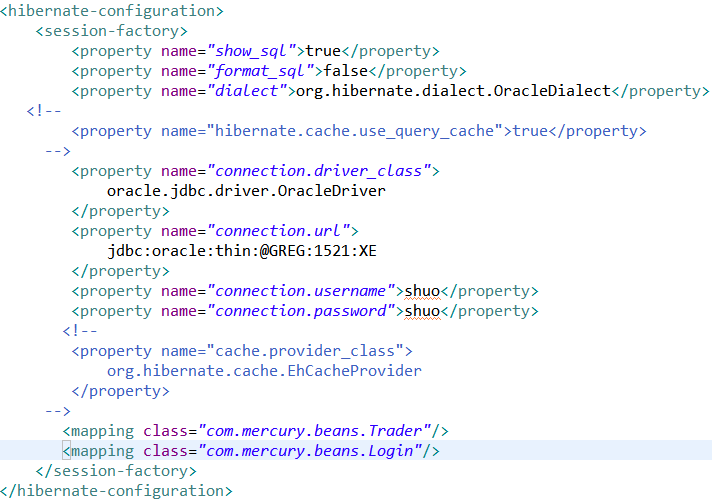 <hibernate-configuration>
<session-factory>
<property name="show_sql">true</property>
<property name="format_sql">false</property>
<property name="dialect">org.hibernate.dialect.OracleDialect</property>
<!--
<property name="hibernate.cache.use_query_cache">true</property>
-->
<property name="connection.driver_class">
oracle.jdbc.driver.OracleDriver
</property>
<property name="connection.url">
jdbc:oracle:thin:@GREG:1521:XE
</property>
<property name="connection.username">shuo</property>
<property name="connection.password">shuo</property>
<!--
<property name="cache.provider_class">
org.hibernate.cache.EhCacheProvider
</property>
-->
<mapping class="com.mercury.beans.Trader"/>
<mapping class="com.mercury.beans.Login"/>
</session-factory>
</hibernate-configuration>